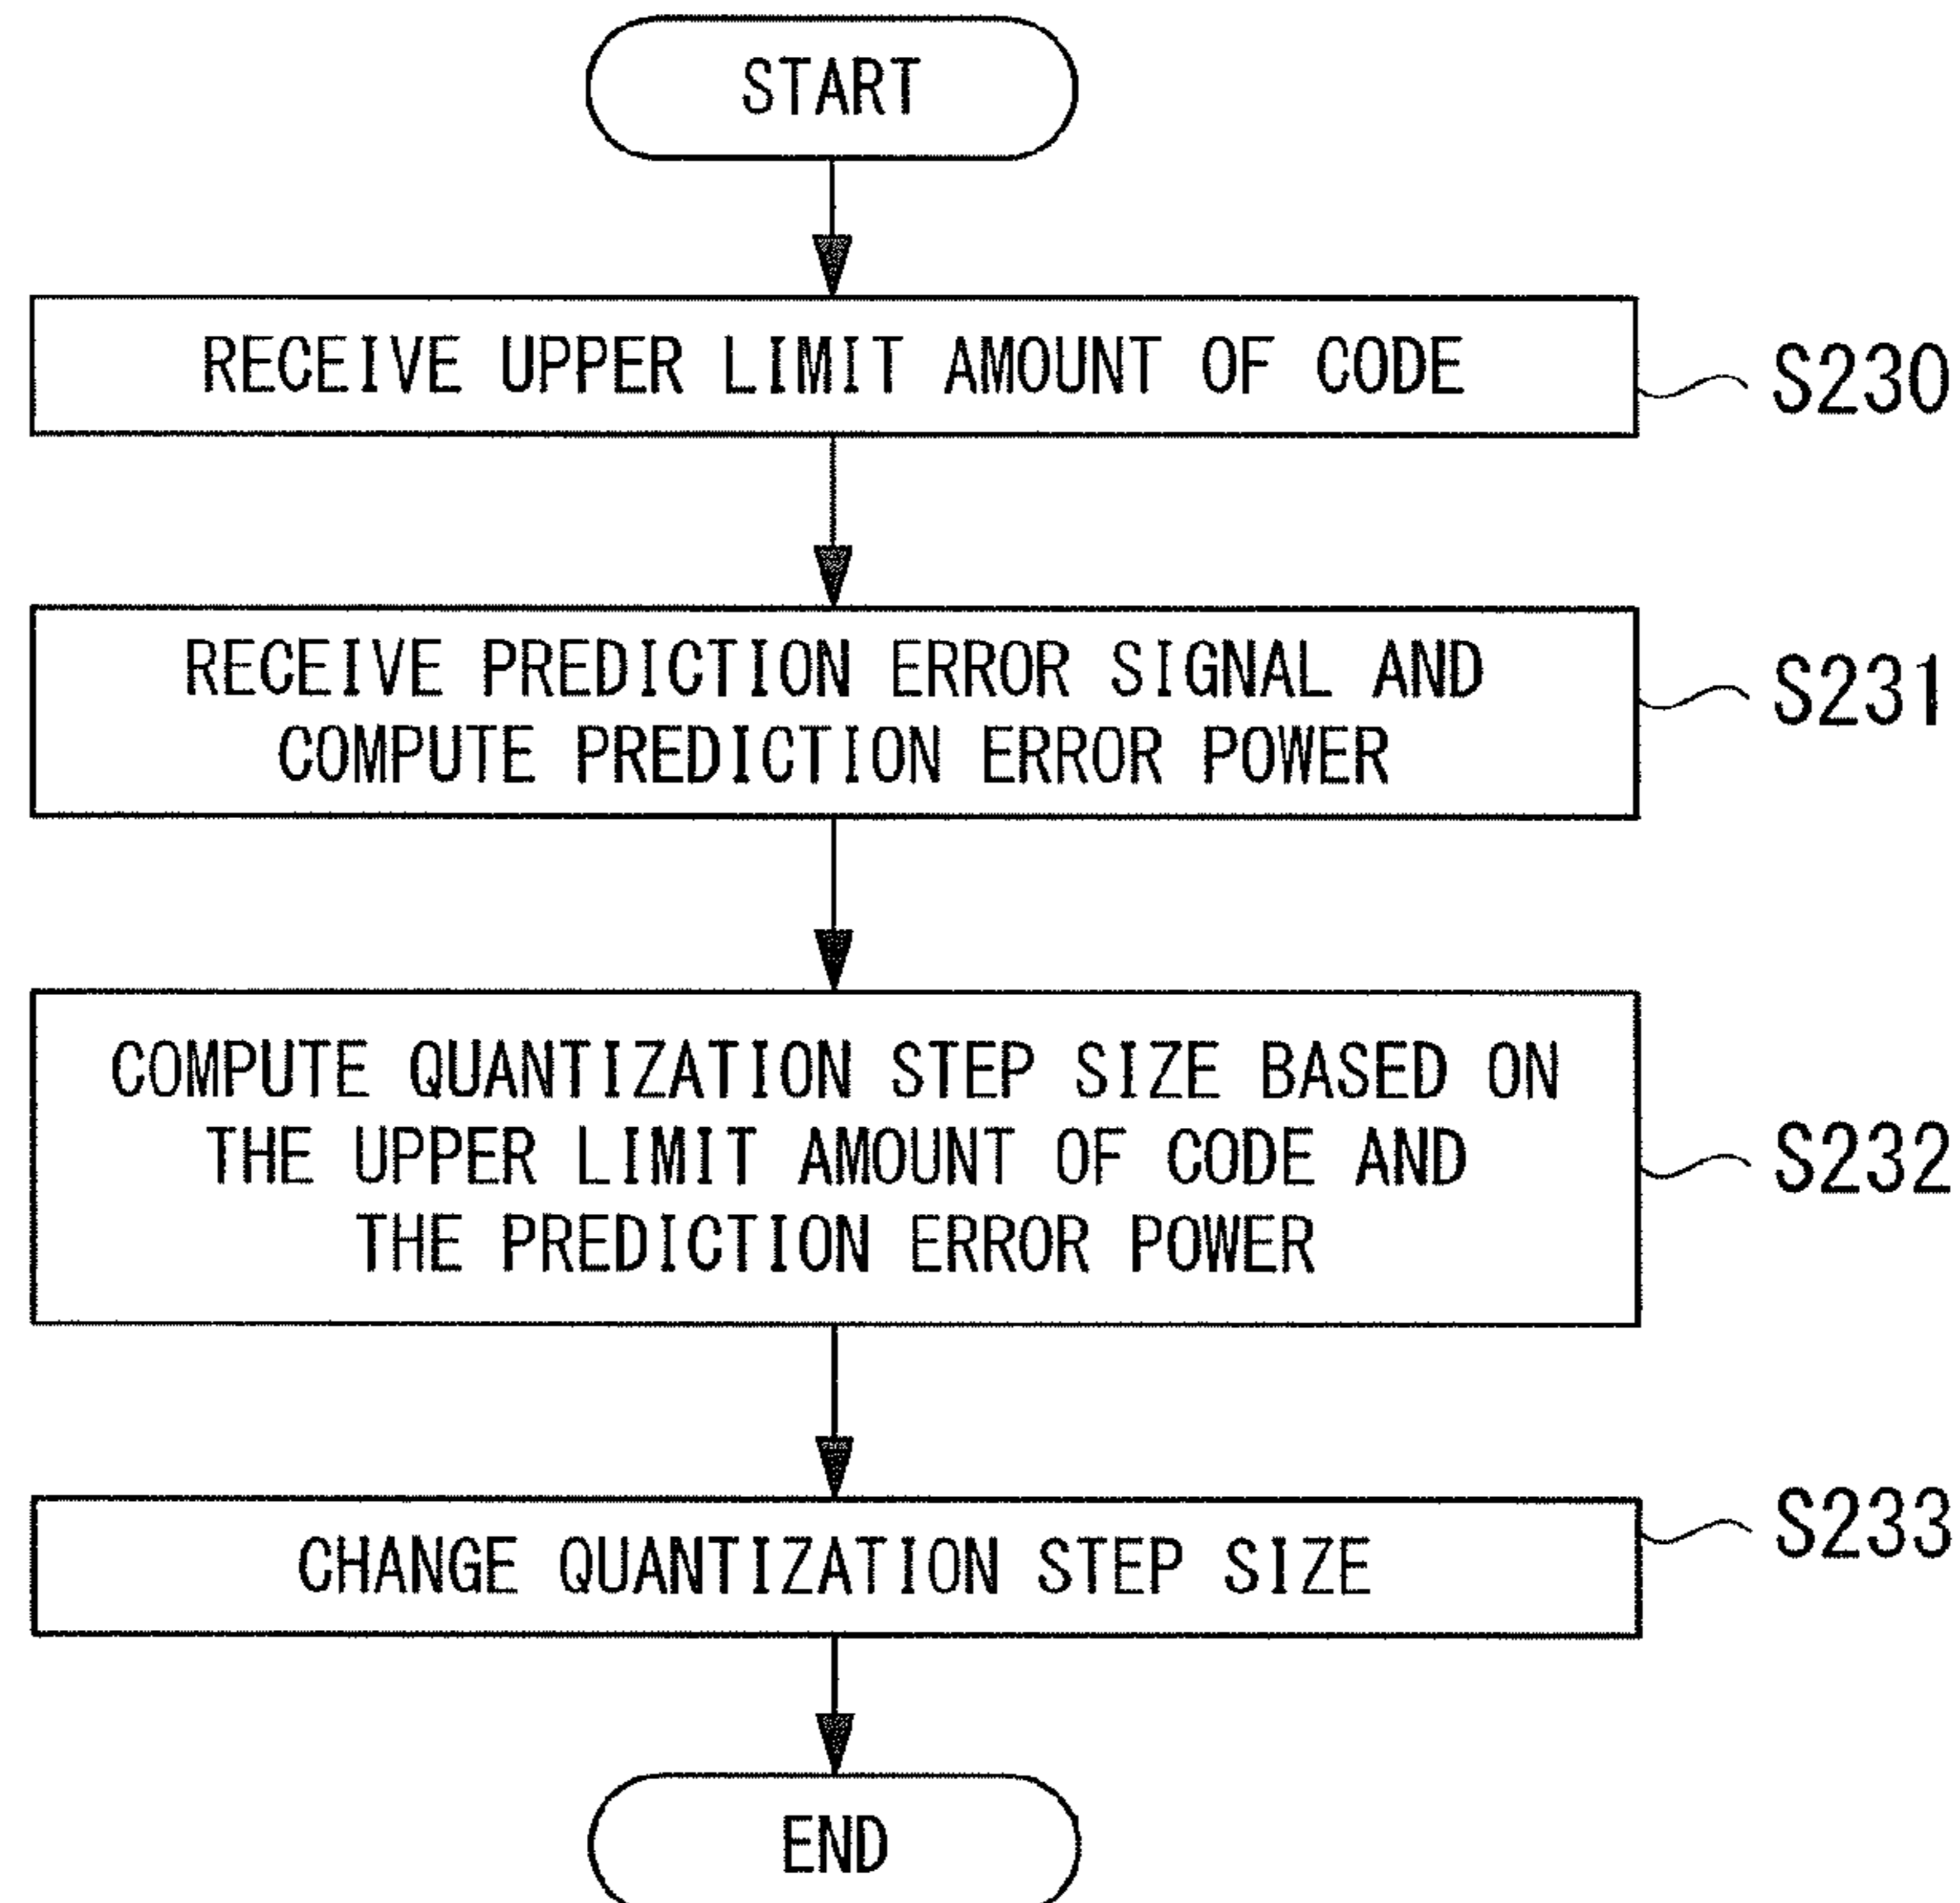 START
RECEIVE UPPER LIMIT AMOUNT OF CODE
S230
RECEIVE PREDICTION ERROR SIGNAL AND
COMPUTE PREDICTION ERROR POWER
S231
COMPUTE QUANTIZATION STEP SIZE BASED ON
THE UPPER LIMIT AMOUNT OF CODE AND
THE PREDICTION ERROR POWER
S232
CHANGE QUANTIZATION STEP SIZE
S233
END